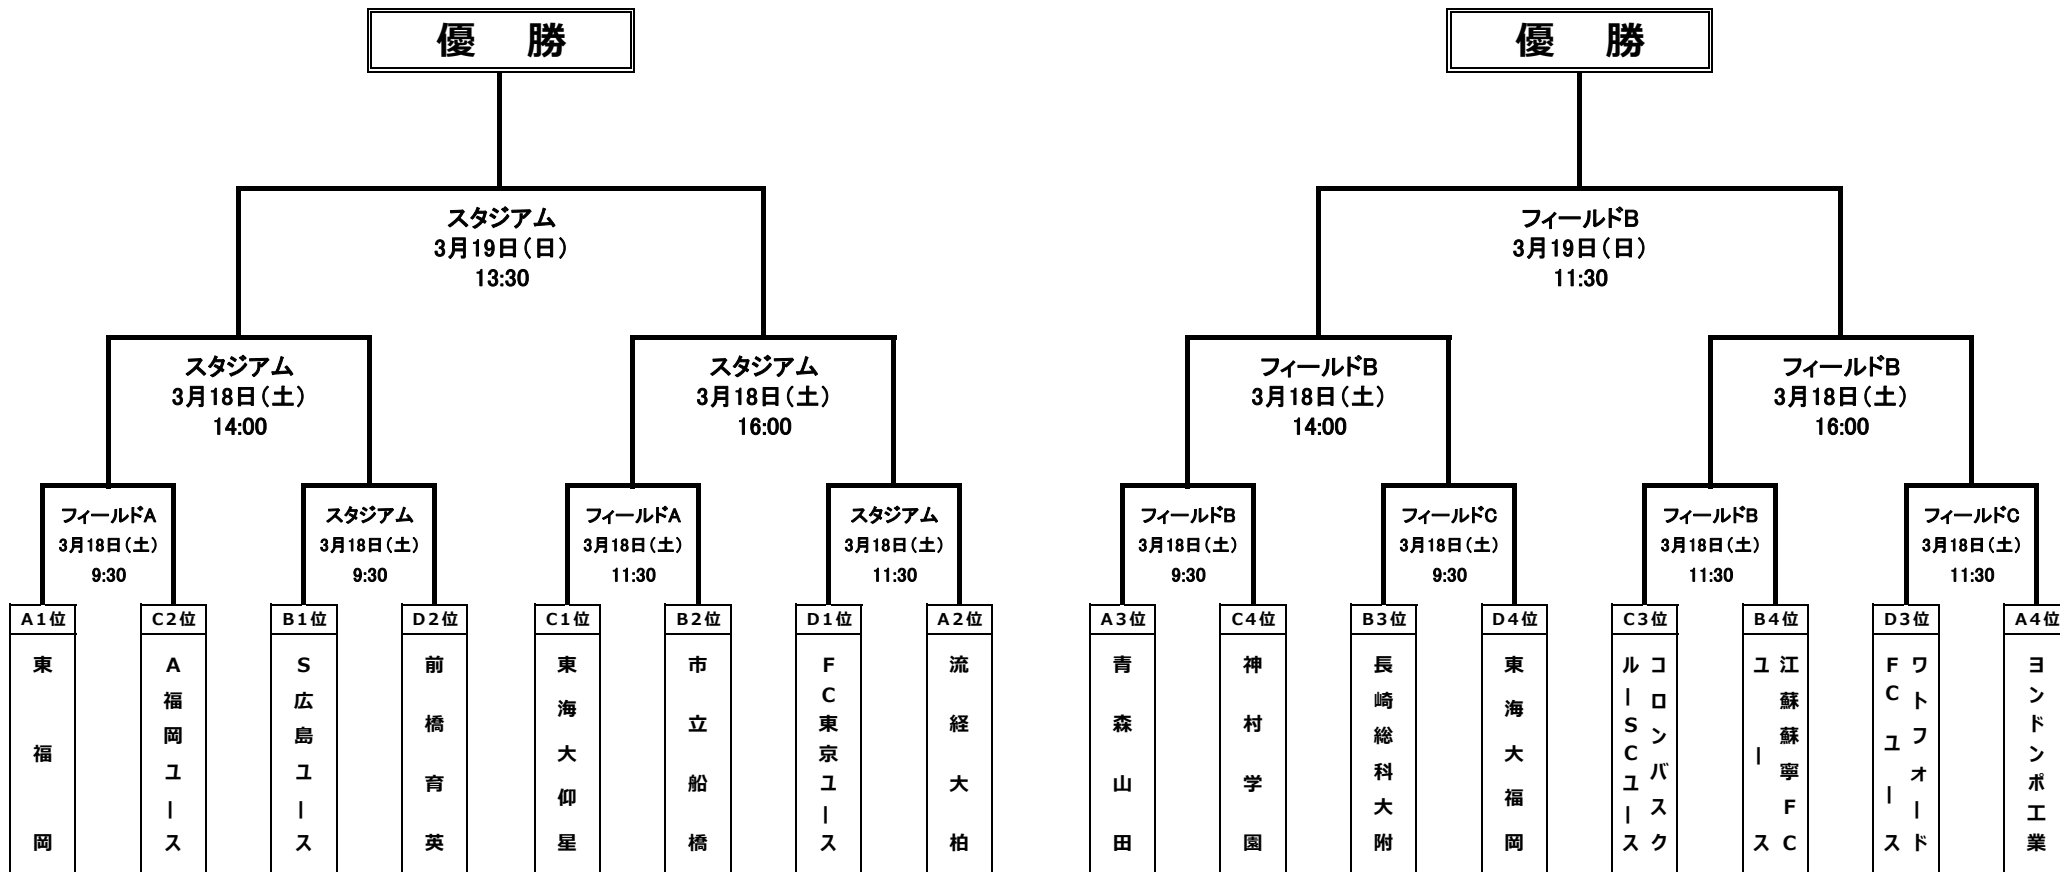 優 勝
優 勝
スタジアム
3月19日（日）
13:30
フィールドB
3月19日（日）
11:30
スタジアム
3月18日（土）
14:00
スタジアム
3月18日（土）
16:00
フィールドB
3月18日（土）
14:00
フィールドB
3月18日（土）
16:00
フィールドA
3月18日（土）
9:30
スタジアム
3月18日（土）
9:30
フィールドA
3月18日（土）
11:30
スタジアム
3月18日（土）
11:30
フィールドB
3月18日（土）
9:30
フィールドC
3月18日（土）
9:30
フィールドB
3月18日（土）
11:30
フィールドC
3月18日（土）
11:30
A1位
東福岡
C2位
A福岡ユース
B1位
S広島ユース
D2位
前橋育英
C1位
東海大仰星
B2位
市立船橋
D1位
FC東京ユース
A2位
流経大柏
A3位
青森山田
C4位
神村学園
B3位
長崎総科大附
D4位
東海大福岡
C3位
コロンバスク
ルーSCユース
B4位
江蘇蘇寧FC
ユース
D3位
ワトフォード
FCユース
A4位
ヨンドンポ工業